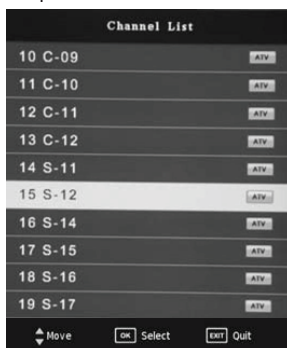 Channel List
10 C-09 ATV
11 C-10 ATV
12 C-11 ATV
13 C-12 ATV
14 S-11 ATV
15 S-12 ATV
16 S-14 ATV
17 S-15 ATV
18 S-16 ATV
19 S-17 ATV
Move OK Select EXIT Quit